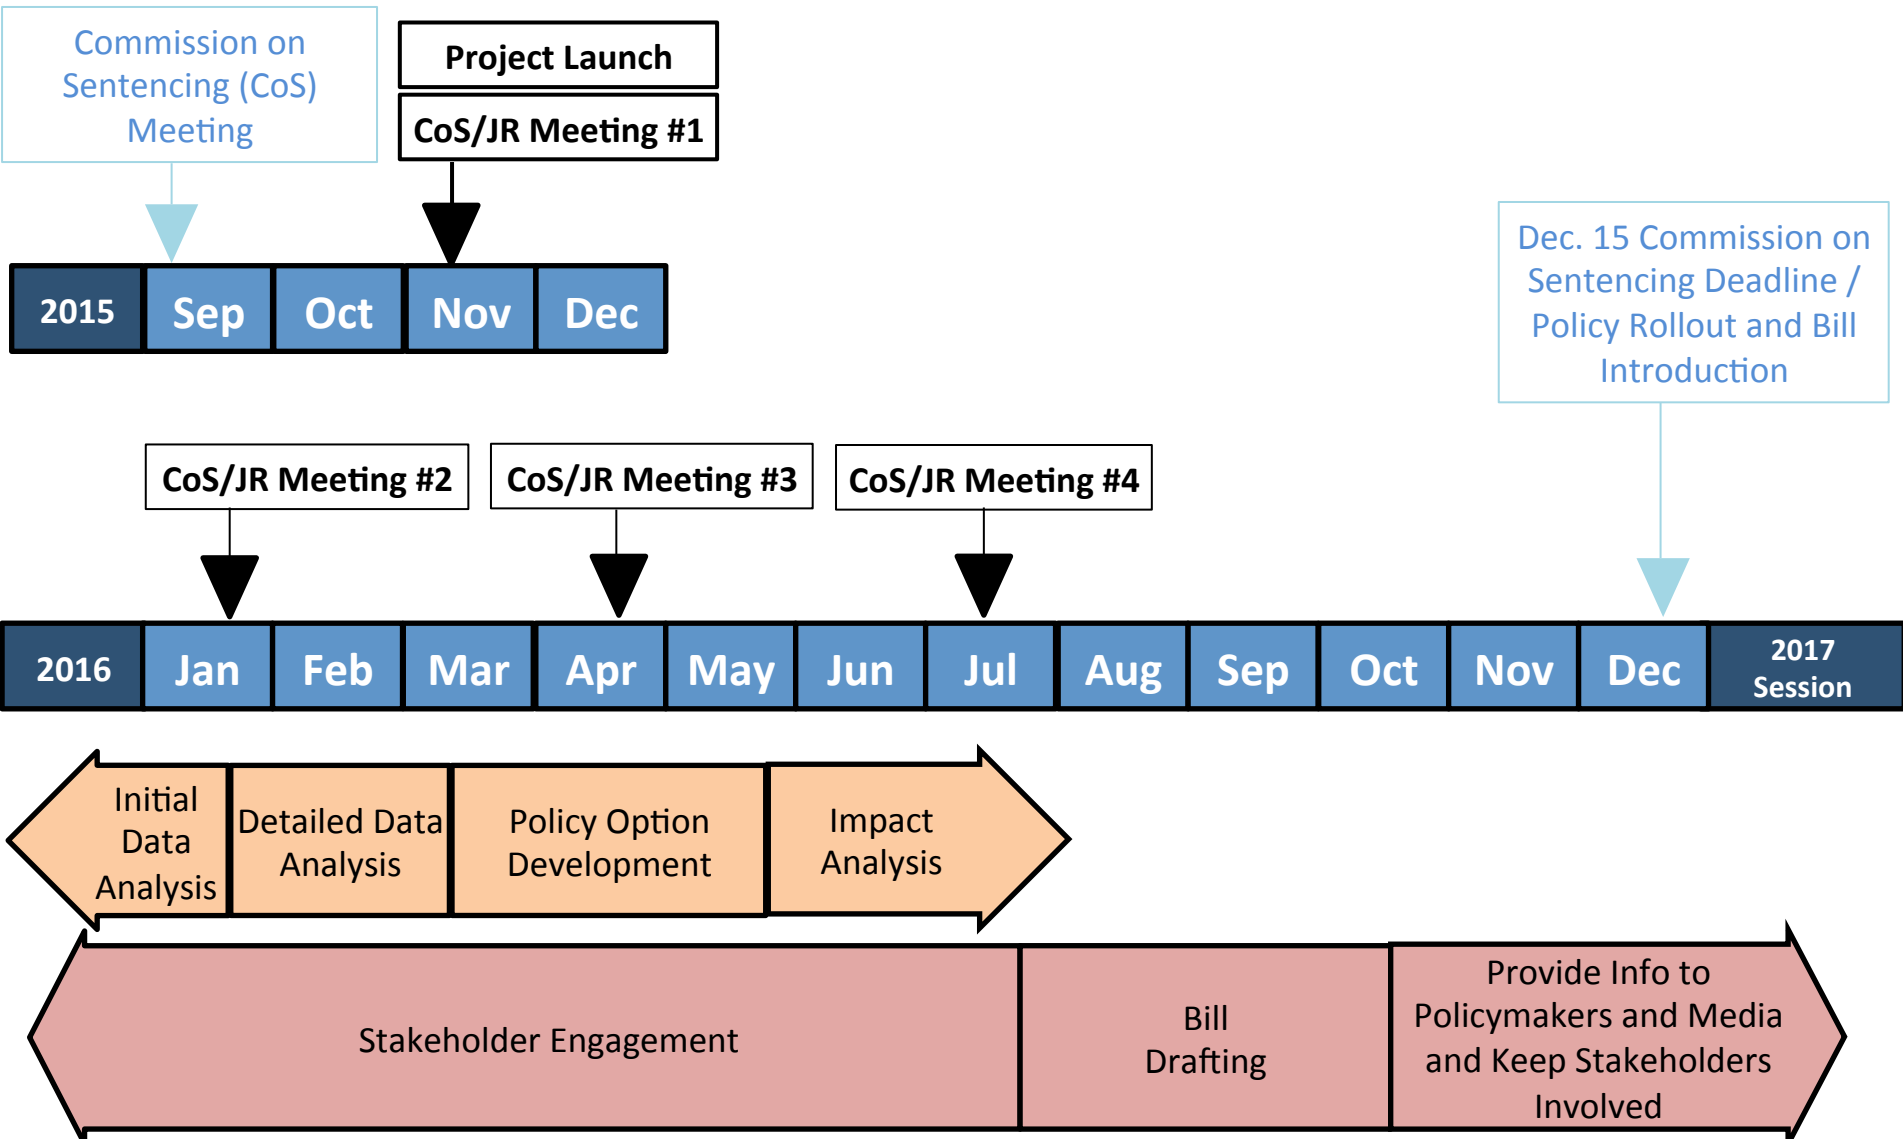 Commission on
Sentencing (CoS)
Meeting
Project Launch
CoS/JR Meeting #1
2015 Sep Oct Nov Dec
Dec. 15 Commission on
Sentencing Deadline /
Policy Rollout and Bill
Introduction
CoS/JR Meeting #2
CoS/JR Meeting #3
CoS/JR Meeting #4
2016 Jan Feb Mar Apr May Jun Jul Aug Sep Oct Nov Dec
2017
Session
Initial
Data
Analysis
Detailed Data
Analysis
Policy Option
Development
Impact
Analysis
Stakeholder Engagement
Bill
Drafting
Provide Info to
Policymakers and Media
and Keep Stakeholders
Involved